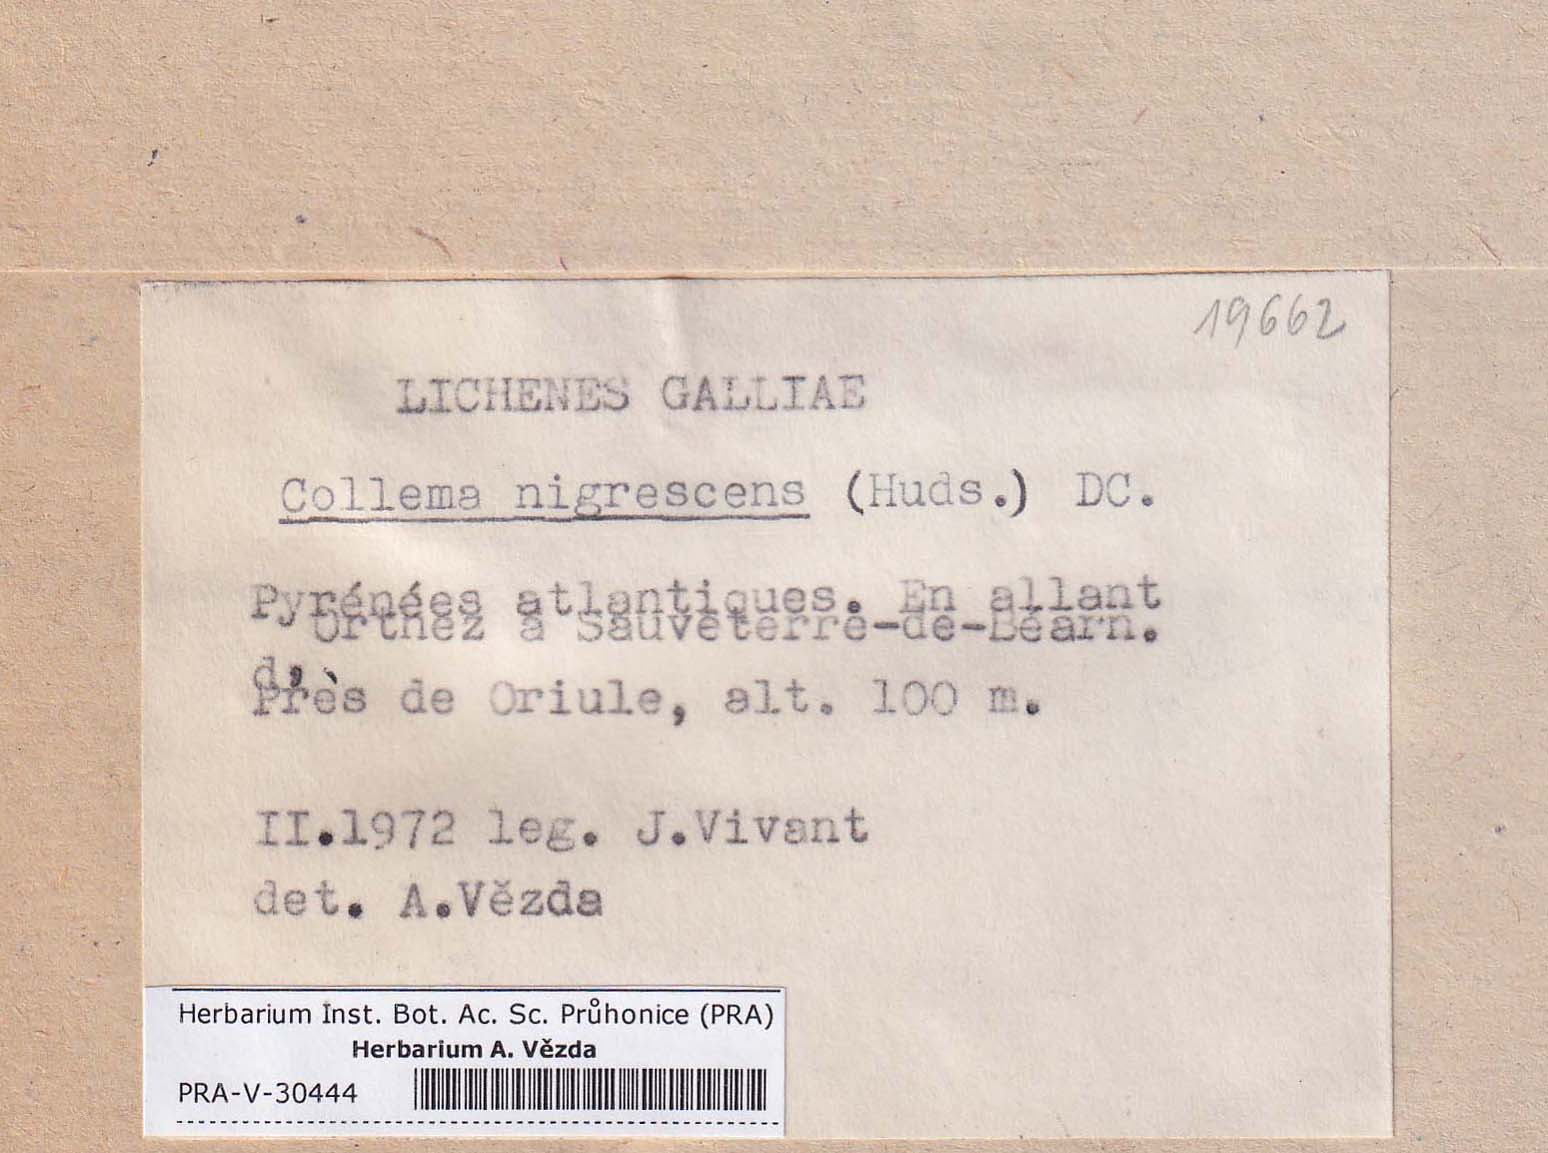 19662
LICHENES GALLIAE
Collema nigrescens (Huds.) DC.
Pyrénées atlantiques. En allant
d'Orthez a Sauveterre-de-Béarn.
Près de Oriule, alt. 100 m.
II.1972 leg. J.Vivant
det. A.Vězda
Herbarium Inst. Bot. Ac. Sc. Průhonice (PRA)
Herbarium A. Vězda
PRA-V-30444